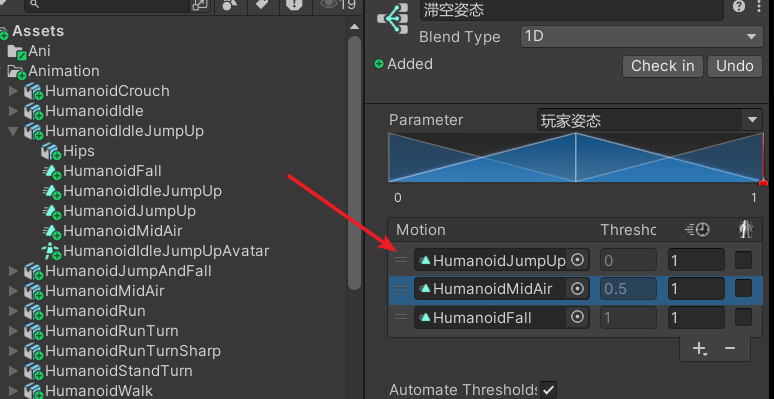 19
Assets
Ani
Animation
HumanoidCrouch
HumanoidIdle
HumanoidIdleJumpUp
Hips
HumanoidFall
HumanoidIdleJumpUp
HumanoidJumpUp
HumanoidMidAir
HumanoidIdleJumpUpAvatar
HumanoidJumpAndFall
HumanoidMidAir
HumanoidRun
HumanoidRunTurn
HumanoidRunTurnSharp
HumanoidStandTurn
HumanoidWalk
滞空姿态
Blend Type 1D
Added Check in Undo
Parameter 玩家姿态
0 1
Motion Thresho
HumanoidJumpUp 0 1
HumanoidMidAir 0.5 1
HumanoidFall 1 1
Automate Thresholds